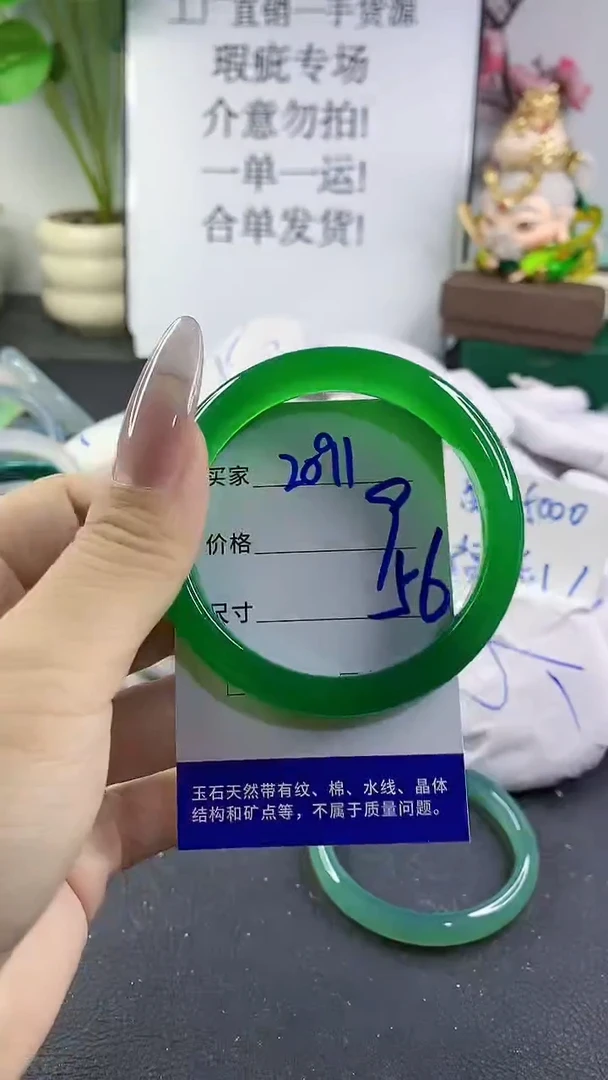 工厂直销一手货源
瑕疵专场
介意勿拍!
一单一运!
合单发货!
买家 2091
价格 9
尺寸 56
玉石天然带有纹、棉、水线、晶体
结构和矿点等，不属于质量问题。